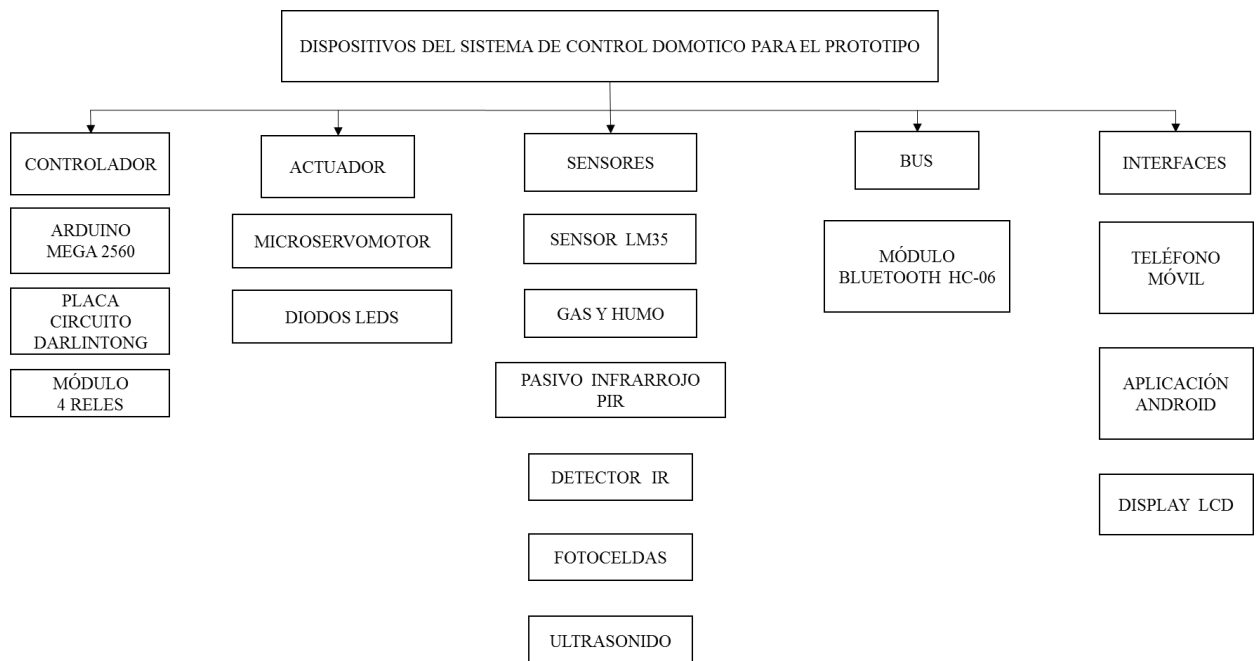 DISPOSITIVOS DEL SISTEMA DE CONTROL DOMOTICO PARA EL PROTOTIPO
CONTROLADOR
ARDUINO
MEGA 2560
PLACA
CIRCUITO
DARLINTONG
MÓDULO
4 RELES
ACTUADOR
MICROSERVOMOTOR
DIODOS LEDS
SENSORES
SENSOR LM35
GAS Y HUMO
PASIVO INFRARROJO
PIR
DETECTOR IR
FOTOCELDAS
ULTRASONIDO
BUS
MÓDULO
BLUETOOTH HC-06
INTERFACES
TELÉFONO
MÓVIL
APLICACIÓN
ANDROID
DISPLAY LCD